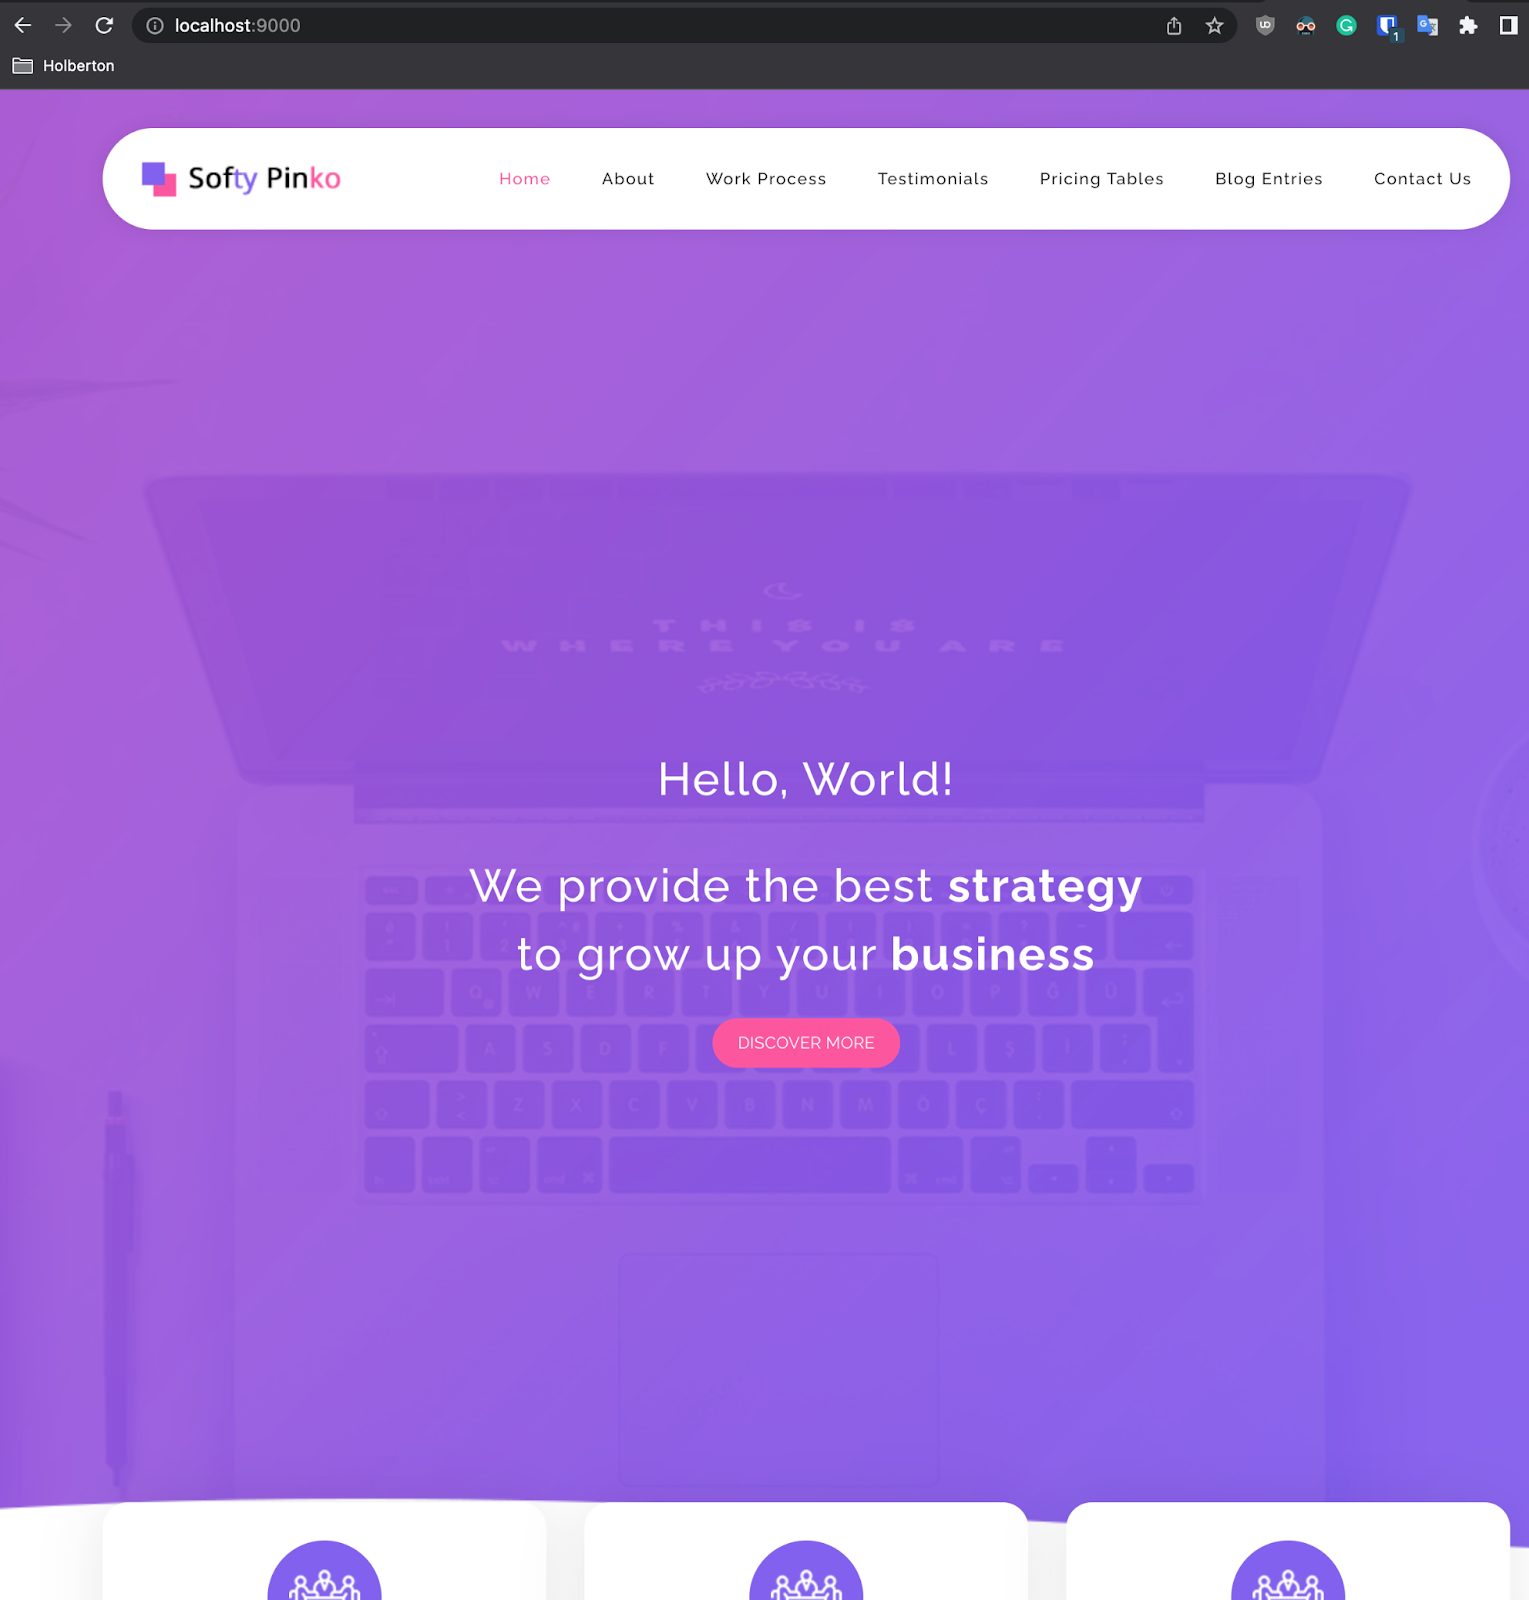 localhost:9000
Holberton
Softy Pinko
Home
About
Work Process
Testimonials
Pricing Tables
Blog Entries
Contact Us
THIS IS
WHERE YOU ARE
Hello, World!
We provide the best strategy
to grow up your business
DISCOVER MORE
Q W E R T Y U I O P Ğ Ü
A S D F L Ş İ
Z X C V B N M Ö Ç